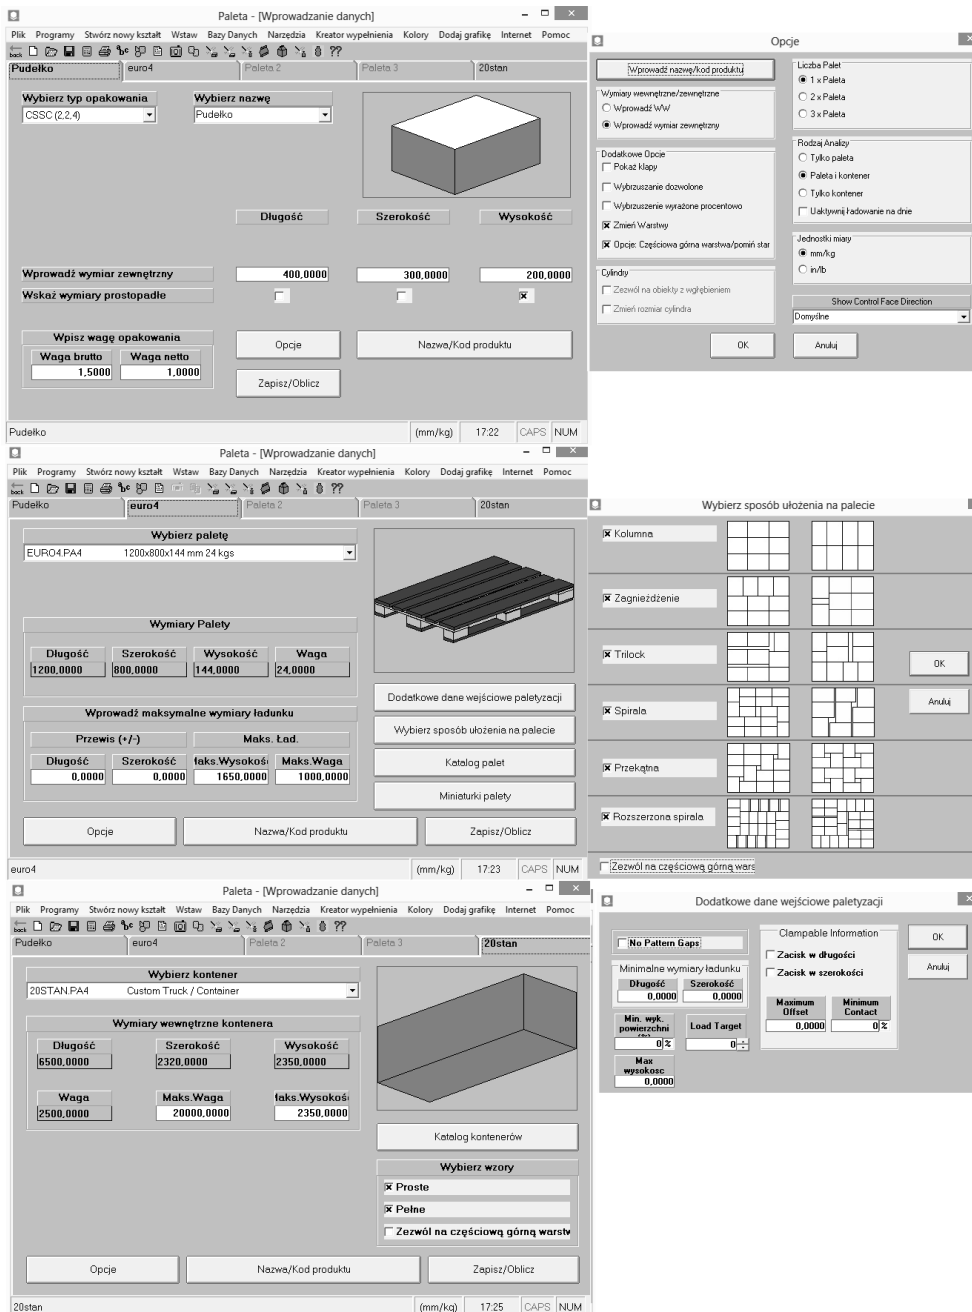 Paleta - [Wprowadzanie danych]
Plik Programy Stwórz nowy kształt Wstaw Bazy Danych Narzędzia Kreator wypełnienia Kolory Dodaj grafikę Internet Pomoc
back
Pudełko euro4 Paleta 2 Paleta 3 20stan
Wybierz typ opakowania Wybierz nazwę
CSSC (2,2,4) Pudełko
Długość Szerokość Wysokość
Wprowadź wymiar zewnętrzny 400,0000 300,0000 200,0000
Wskaż wymiary prostopadłe
Wpisz wagę opakowania
Waga brutto Waga netto
1,5000 1,0000
Opcje Nazwa/Kod produktu
Zapisz/Oblicz
Pudełko (mm/kg) 17:22 CAPS NUM
Opcje
Wprowadź nazwę/kod produktu
Wymiary wewnętrzne/zewnętrzne
Wprowadź WW
Wprowadź wymiar zewnętrzny
Dodatkowe Opcje
Pokaż klapy
Wybrzuszanie dozwolone
Wybrzuszenie wyrażone procentowo
Zmień Warstwy
Opcje: Częściowa górna warstwa/pomiń star
Cylindry
Zezwól na obiekty z wgłębieniem
Zmień rozmiar cylindra
Liczba Palet
1 x Paleta
2 x Paleta
3 x Paleta
Rodzaj Analizy
Tylko paleta
Paleta i kontener
Tylko kontener
Uaktywnij ładowanie na dnie
Jednostki miary
mm/kg
in/lb
Show Control Face Direction
Domyślne
OK Anuluj
Paleta - [Wprowadzanie danych]
Plik Programy Stwórz nowy kształt Wstaw Bazy Danych Narzędzia Kreator wypełnienia Kolory Dodaj grafikę Internet Pomoc
back
Pudełko euro4 Paleta 2 Paleta 3 20stan
Wybierz paletę
EURO4.PA4 1200x800x144 mm 24 kgs
Wymiary Palety
Długość Szerokość Wysokość Waga
1200,0000 800,0000 144,0000 24,0000
Wprowadź maksymalne wymiary ładunku
Przewis (+/-) Maks. Ład.
Długość Szerokość Maks.Wysokoś Maks.Waga
0,0000 0,0000 1650,0000 1000,0000
Dodatkowe dane wejściowe paletyzacji
Wybierz sposób ułożenia na palecie
Katalog palet
Miniaturki palety
Opcje Nazwa/Kod produktu Zapisz/Oblicz
euro4 (mm/kg) 17:23 CAPS NUM
Wybierz sposób ułożenia na palecie
Kolumna
Zagnieżdżenie
Trilock
Spirala
Przekątna
Rozszerzona spirala
Zezwól na częściową górną wars
OK
Anuluj
Paleta - [Wprowadzanie danych]
Plik Programy Stwórz nowy kształt Wstaw Bazy Danych Narzędzia Kreator wypełnienia Kolory Dodaj grafikę Internet Pomoc
back
Pudełko euro4 Paleta 2 Paleta 3 20stan
Wybierz kontener
20STAN.PA4 Custom Truck / Container
Wymiary wewnętrzne kontenera
Długość Szerokość Wysokość
6500,0000 2320,0000 2350,0000
Waga Maks.Waga Maks.Wysokoś
2500,0000 20000,0000 2350,0000
Katalog kontenerów
Wybierz wzory
Proste
Pełne
Zezwól na częściową górną warstw
Opcje Nazwa/Kod produktu Zapisz/Oblicz
20stan (mm/kg) 17:25 CAPS NUM
Dodatkowe dane wejściowe paletyzacji
No Pattern Gaps
Minimalne wymiary ładunku
Długość Szerokość
0,0000 0,0000
Min. wyk. powierzchni Load Target
0 % 0
Max wysokosc
0,0000
Clampable Information
Zacisk w długości
Zacisk w szerokości
Maximum Offset Minimum Contact
0,0000 0 %
OK
Anuluj